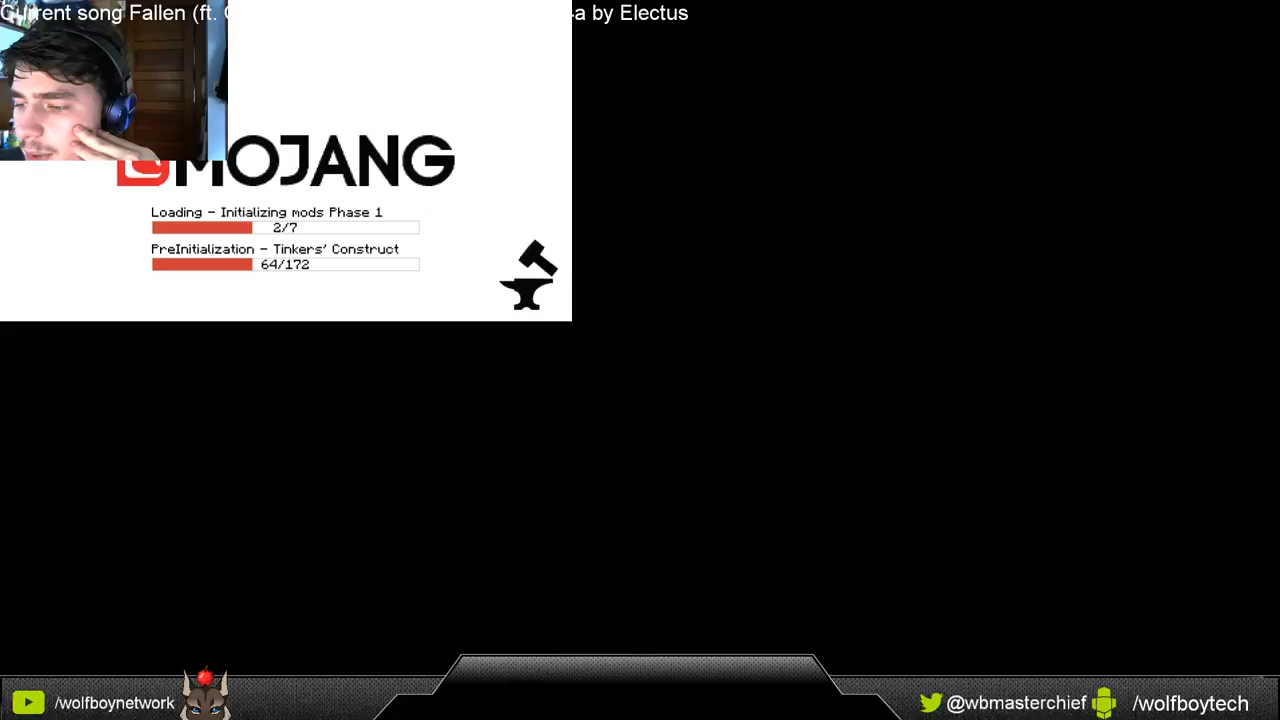 Current song Fallen (ft. -a by Electus
MOJANG
Loading - Initializing mods Phase 1
2/7
PreInitialization - Tinkers' Construct
64/172
/wolfboynetwork
@wbmasterchief
/wolfboytech